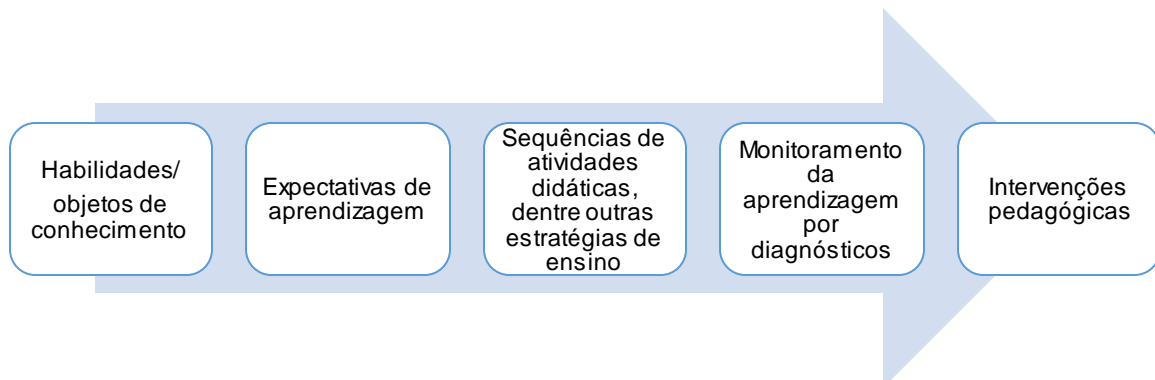 Habilidades/
objetos de
conhecimento
Expectativas de
aprendizagem
Sequências de
atividades
didáticas,
dentre outras
estratégias de
ensino
Monitoramento
da
aprendizagem
por
diagnósticos
Intervenções
pedagógicas